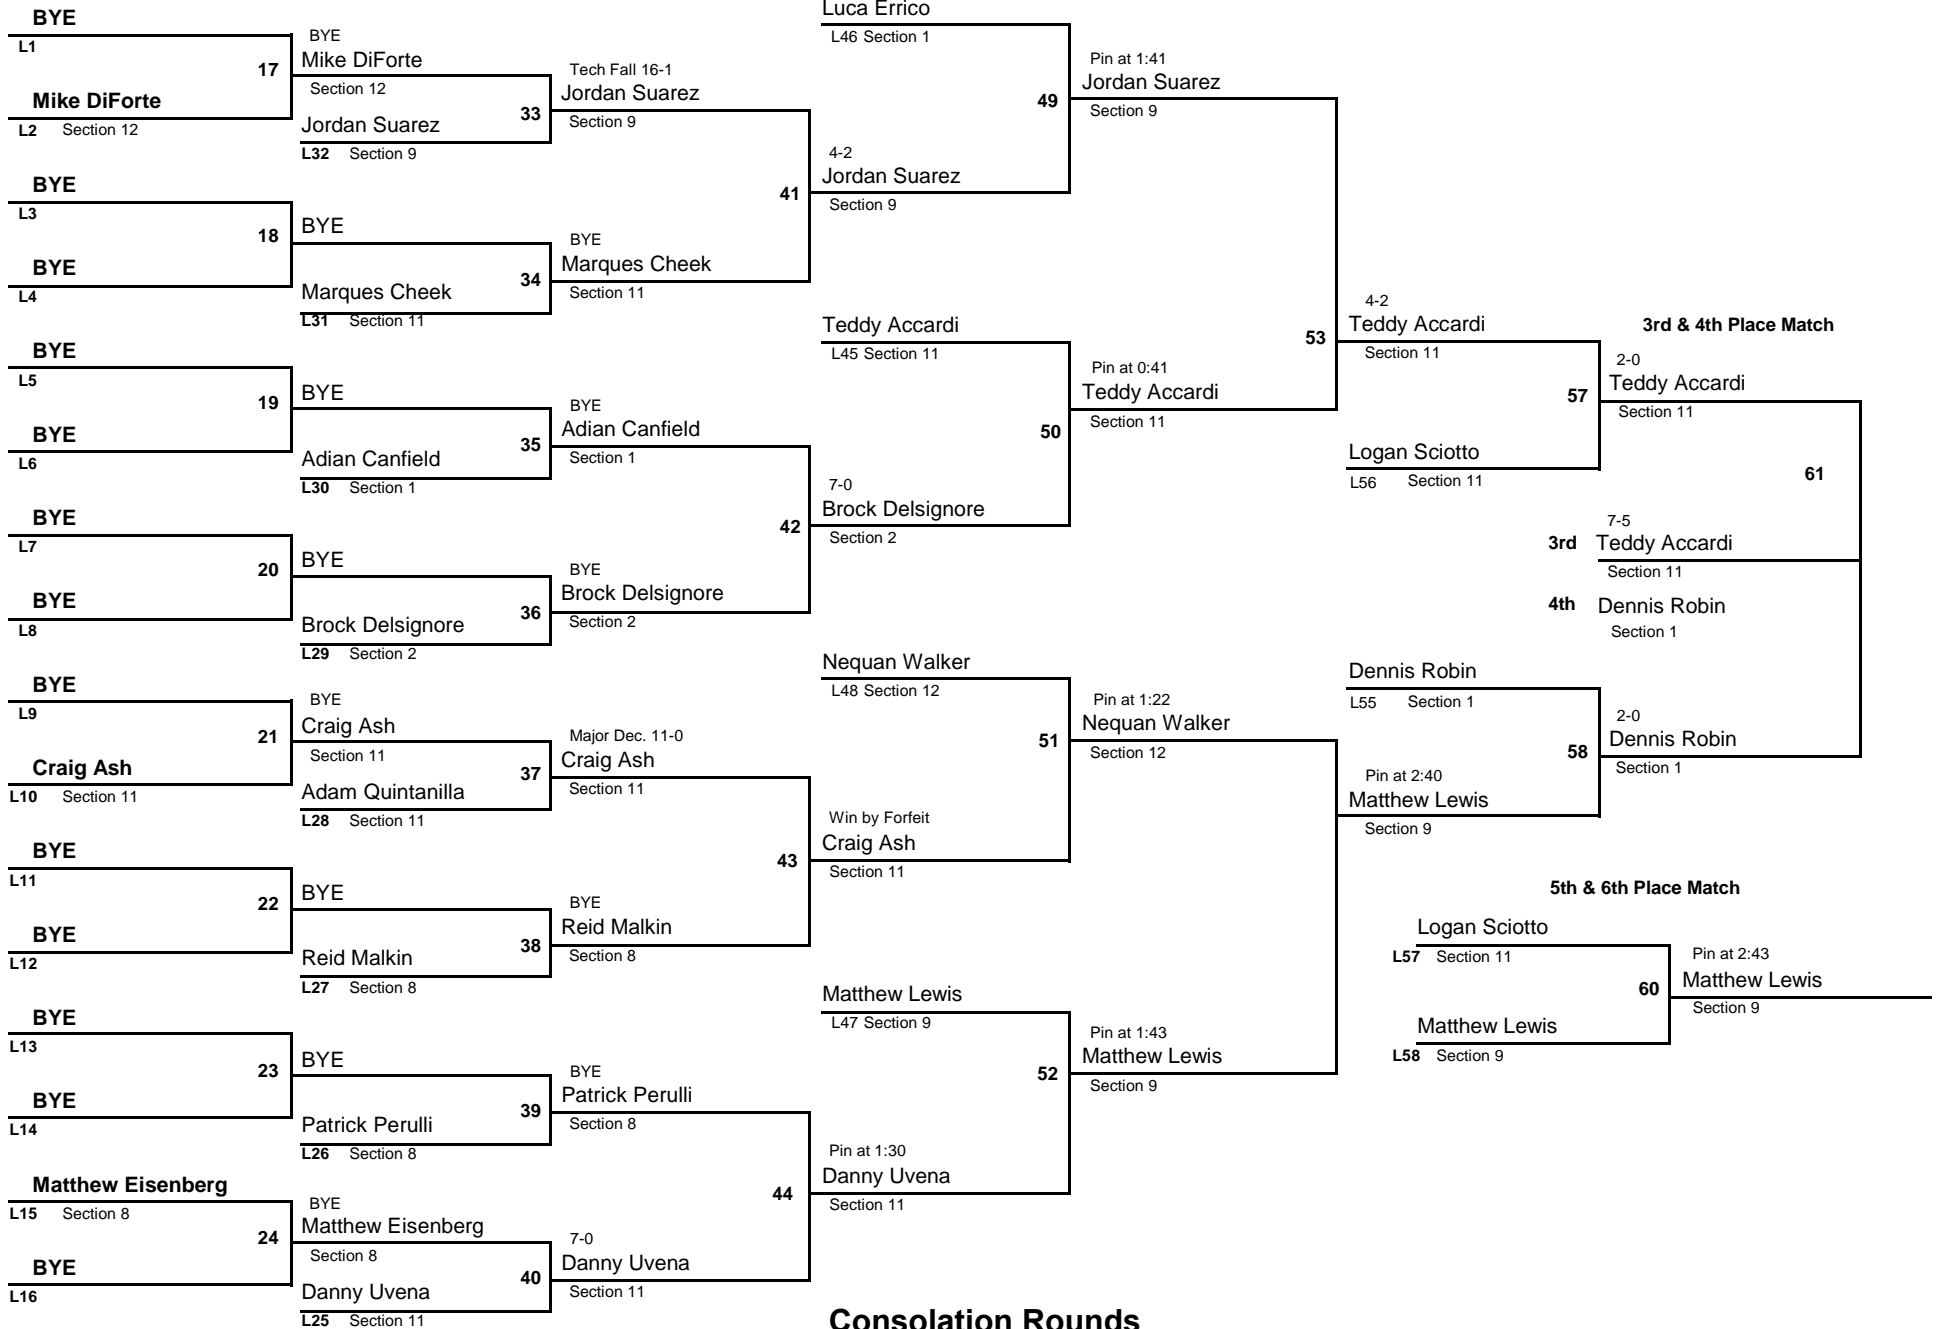 BYE
L1
17
Mike DiForte
L2 Section 12
BYE
L3
18
BYE
L4
BYE
L5
19
BYE
L6
BYE
L7
20
BYE
L8
BYE
L9
21
Craig Ash
L10 Section 11
BYE
L11
22
BYE
L12
BYE
L13
23
BYE
L14
Matthew Eisenberg
L15 Section 8
24
BYE
L16
BYE
Mike DiForte
Section 12
33
Jordan Suarez
L32 Section 9
BYE
34
Marques Cheek
L31 Section 11
BYE
35
Adian Canfield
L30 Section 1
BYE
36
Brock Delsignore
L29 Section 2
BYE
Craig Ash
Section 11
37
Adam Quintanilla
L28 Section 11
BYE
38
Reid Malkin
L27 Section 8
BYE
39
Patrick Perulli
L26 Section 8
BYE
Matthew Eisenberg
Section 8
40
Danny Uvena
L25 Section 11
Tech Fall 16-1
Jordan Suarez
Section 9
41
BYE
Marques Cheek
Section 11
BYE
Adian Canfield
Section 1
42
BYE
Brock Delsignore
Section 2
Major Dec. 11-0
Craig Ash
Section 11
43
BYE
Reid Malkin
Section 8
BYE
Patrick Perulli
Section 8
44
7-0
Danny Uvena
Section 11
Luca Errico
L46 Section 1
49
4-2
Jordan Suarez
Section 9
Teddy Accardi
L45 Section 11
50
7-0
Brock Delsignore
Section 2
Nequan Walker
L48 Section 12
51
Win by Forfeit
Craig Ash
Section 11
Matthew Lewis
L47 Section 9
52
Pin at 1:30
Danny Uvena
Section 11
Pin at 1:41
Jordan Suarez
Section 9
53
Pin at 0:41
Teddy Accardi
Section 11
Pin at 1:22
Nequan Walker
Section 12
Pin at 1:43
Matthew Lewis
Section 9
4-2
Teddy Accardi
Section 11
57
Logan Sciotto
L56 Section 11
Dennis Robin
L55 Section 1
58
Pin at 2:40
Matthew Lewis
Section 9
3rd & 4th Place Match
2-0
Teddy Accardi
Section 11
61
7-5
3rd Teddy Accardi
Section 11
4th Dennis Robin
Section 1
2-0
Dennis Robin
Section 1
5th & 6th Place Match
Logan Sciotto
L57 Section 11
60
Matthew Lewis
L58 Section 9
Pin at 2:43
Matthew Lewis
Section 9
Consolation Rounds